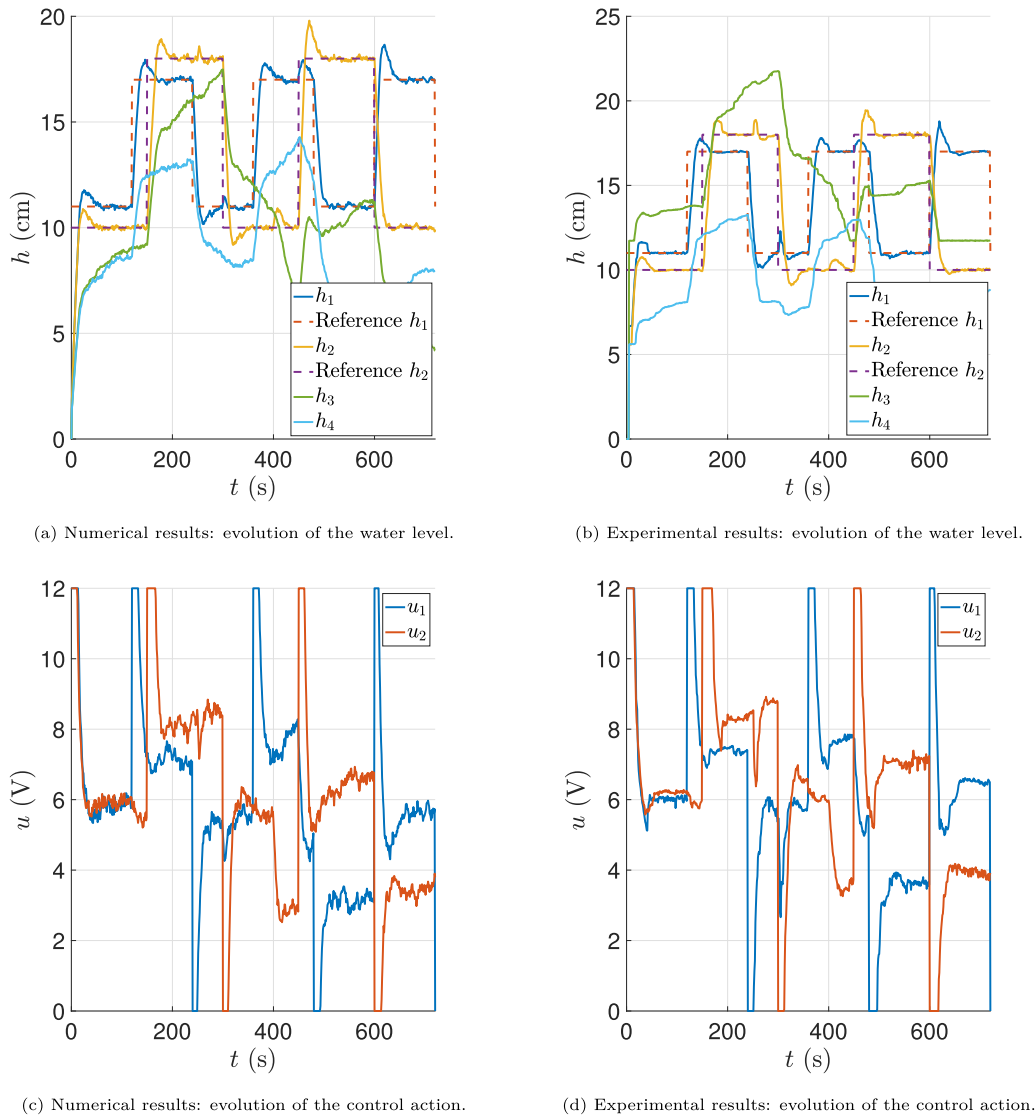 20
15
10
5
0
h (cm)
0
200
400
600
t (s)
h₁
Reference h₁
h₂
Reference h₂
h₃
h₄
(a) Numerical results: evolution of the water level.
25
20
15
10
5
0
h (cm)
0
200
400
600
t (s)
h₁
Reference h₁
h₂
Reference h₂
h₃
h₄
(b) Experimental results: evolution of the water level.
12
10
8
6
4
2
0
u (V)
0
200
400
600
t (s)
u₁
u₂
(c) Numerical results: evolution of the control action.
12
10
8
6
4
2
0
u (V)
0
200
400
600
t (s)
u₁
u₂
(d) Experimental results: evolution of the control action.